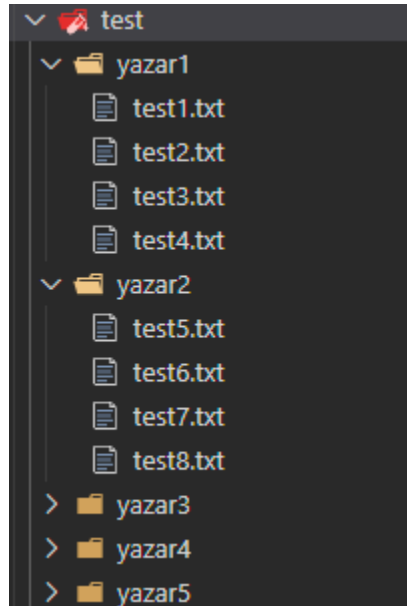 test
yazar1
test1.txt
test2.txt
test3.txt
test4.txt
yazar2
test5.txt
test6.txt
test7.txt
test8.txt
yazar3
yazar4
yazar5